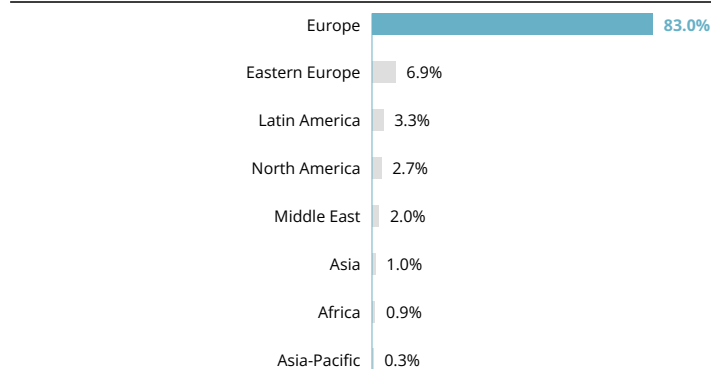 Europe 83.0%
Eastern Europe 6.9%
Latin America 3.3%
North America 2.7%
Middle East 2.0%
Asia 1.0%
Africa 0.9%
Asia-Pacific 0.3%